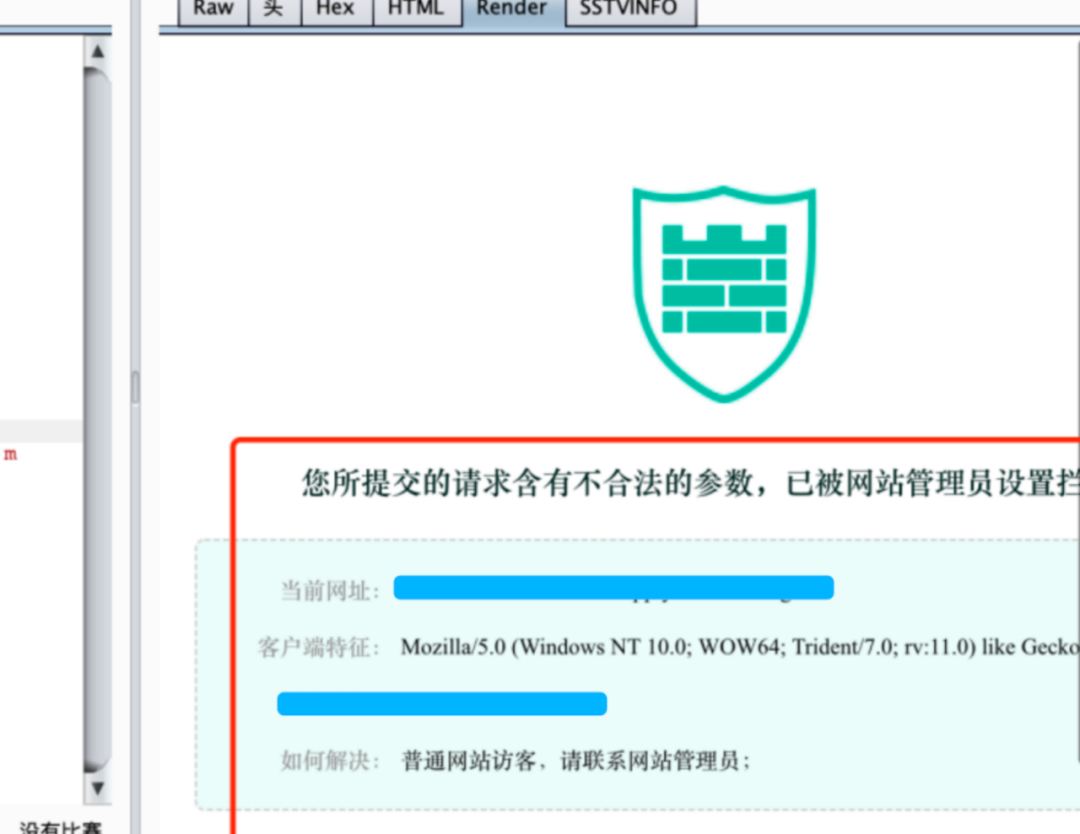 Raw 头 Hex HTML Render SSTVINFO
m
您所提交的请求含有不合法的参数，已被网站管理员设置拦
当前网址：
客户端特征： Mozilla/5.0 (Windows NT 10.0; WOW64; Trident/7.0; rv:11.0) like Gecko
如何解决： 普通网站访客，请联系网站管理员；
没有比赛